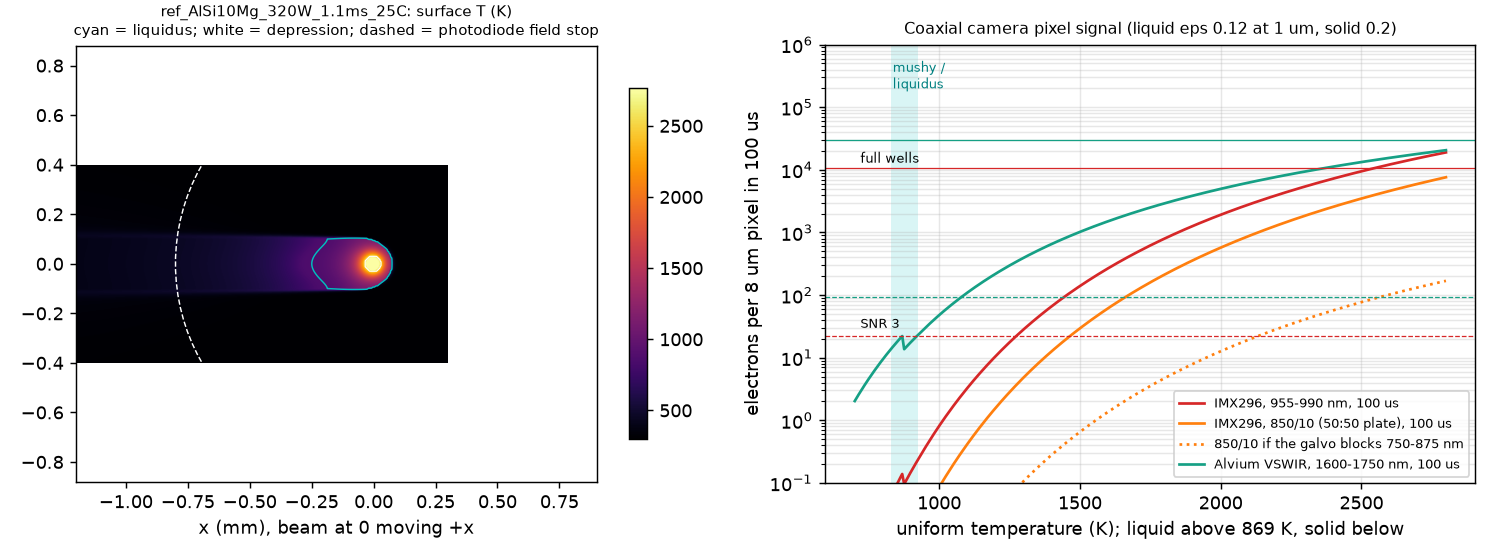 ref_AlSi10Mg_320W_1.1ms_25C: surface T (K)
cyan = liquidus; white = depression; dashed = photodiode field stop
0.8
0.6
0.4
0.2
0.0
−0.2
−0.4
−0.6
−0.8
−1.00 −0.75 −0.50 −0.25 0.00 0.25 0.50 0.75
x (mm), beam at 0 moving +x
2500
2000
1500
1000
500
Coaxial camera pixel signal (liquid eps 0.12 at 1 um, solid 0.2)
electrons per 8 um pixel in 100 us
10⁶
10⁵
10⁴
10³
10²
10¹
10⁰
10⁻¹
mushy /
liquidus
full wells
SNR 3
IMX296, 955-990 nm, 100 us
IMX296, 850/10 (50:50 plate), 100 us
850/10 if the galvo blocks 750-875 nm
Alvium VSWIR, 1600-1750 nm, 100 us
1000 1500 2000 2500
uniform temperature (K); liquid above 869 K, solid below